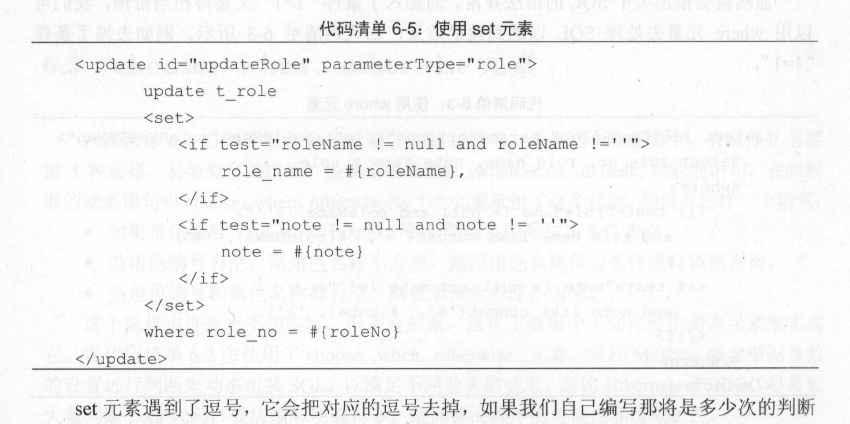 代码清单 6-5：使用 set 元素
<update id="updateRole" parameterType="role">
update t_role
<set>
<if test="roleName != null and roleName !=''">
role_name = #{roleName},
</if>
<if test="note != null and note != ''">
note = #{note}
</if>
</set>
where role_no = #{roleNo}
</update>
set 元素遇到了逗号，它会把对应的逗号去掉，如果我们自己编写那将是多少次的判断